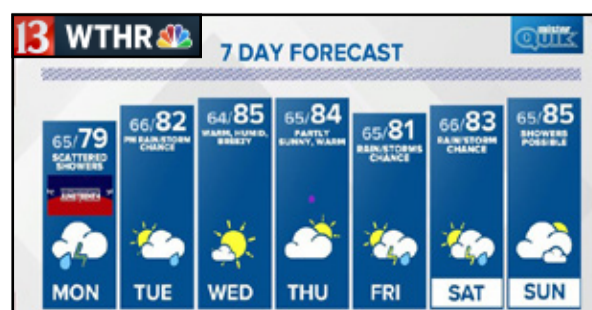 13 WTHR
7 DAY FORECAST
mister
QUIK
65/79
SCATTERED
SHOWERS
JUNETEENTH
MON
66/82
PM RAIN/STORM
CHANCE
TUE
64/85
WARM, HUMID,
BREEZY
WED
65/84
PARTLY
SUNNY, WARM
THU
65/81
RAIN/STORMS
CHANCE
FRI
66/83
RAIN/STORM
CHANCE
SAT
65/85
SHOWERS
POSSIBLE
SUN